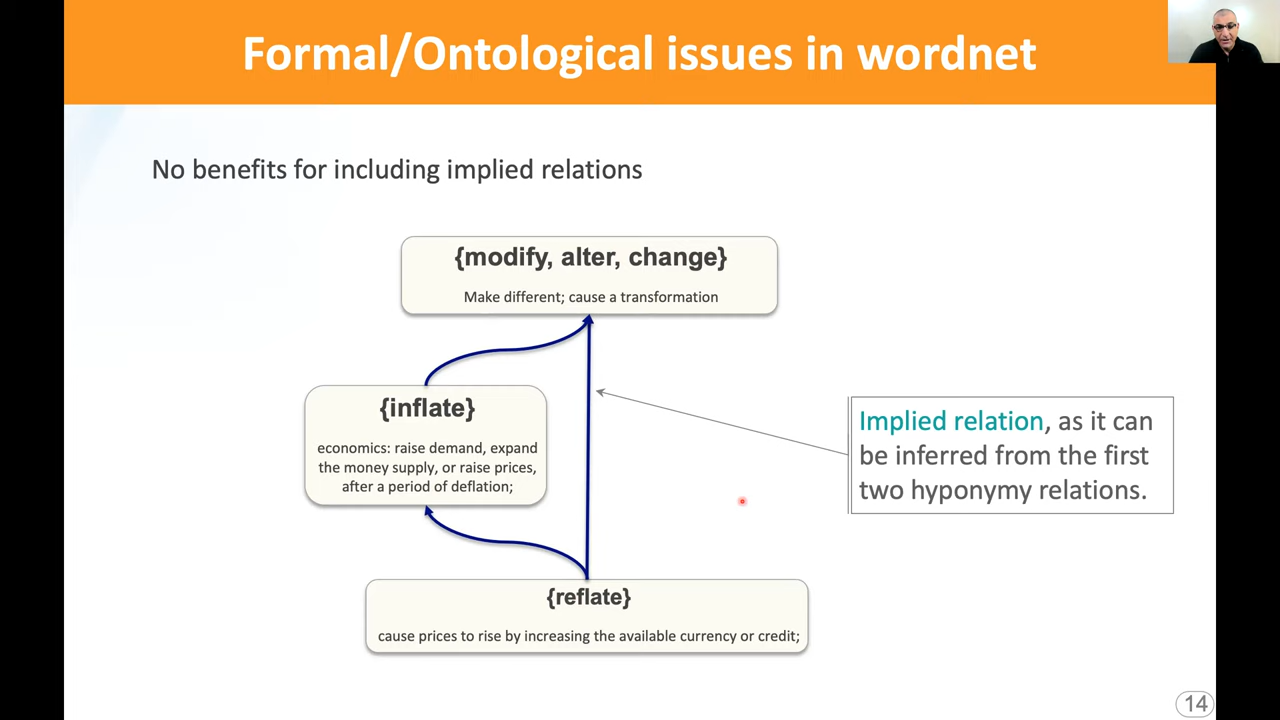 Formal/Ontological issues in wordnet
No benefits for including implied relations
{modify, alter, change}
Make different; cause a transformation
{inflate}
economics: raise demand, expand
the money supply, or raise prices,
after a period of deflation;
Implied relation, as it can
be inferred from the first
two hyponymy relations.
{reflate}
cause prices to rise by increasing the available currency or credit;
14